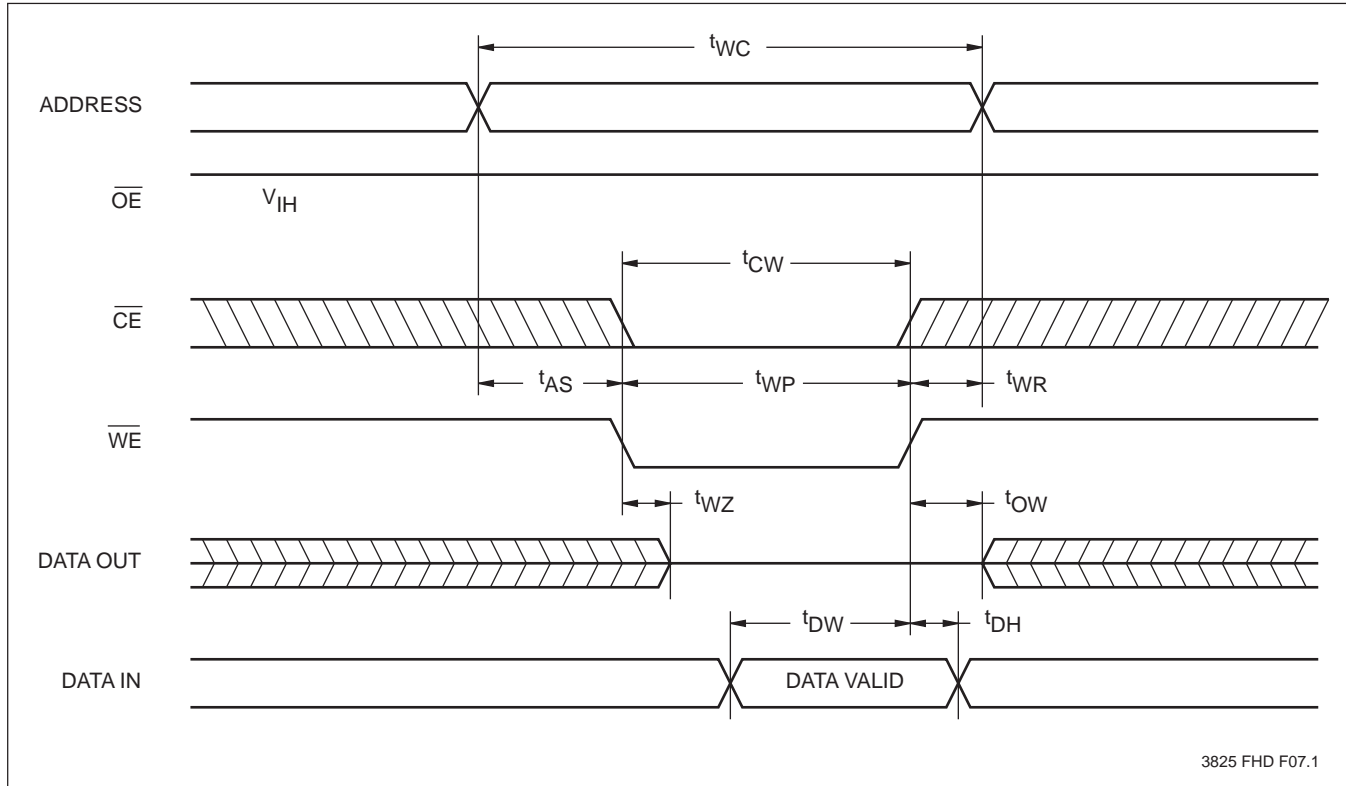 tWC
ADDRESS
OE
VIH
tCW
CE
tAS
tWP
tWR
WE
tWZ
tOW
DATA OUT
tDW
tDH
DATA IN
DATA VALID
3825 FHD F07.1